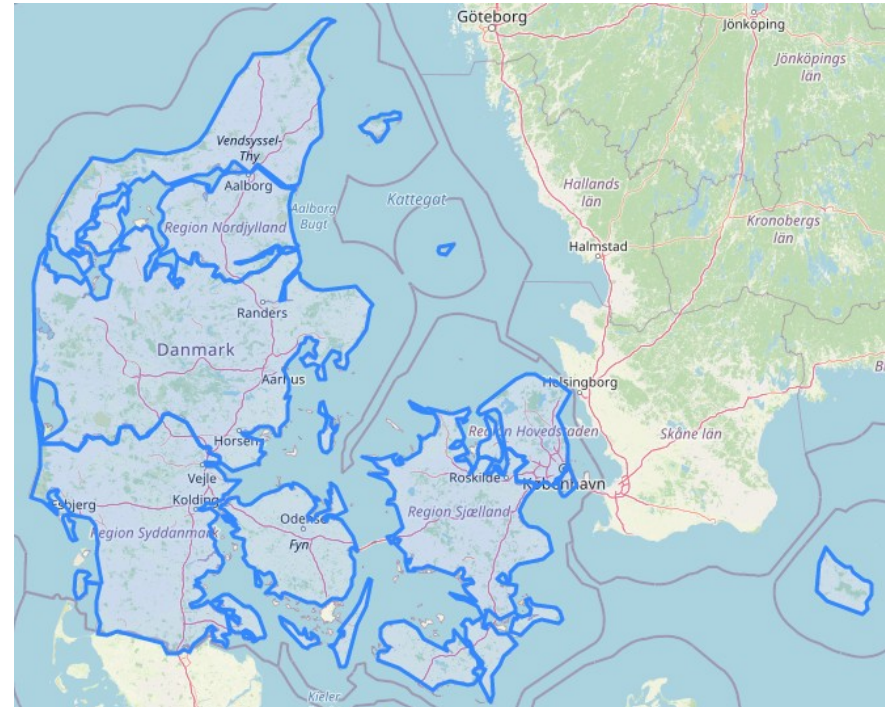 Göteborg
Jönköping
Jönköpings
län
Vendsyssel-
Thy
Aalborg
Hallands
län
Kattegat
Aalborg
Bugt
Region Nordjylland
Kronobergs
län
Halmstad
Randers
Danmark
Aarhus
Helsingborg
Region Hovedstaden
Skåne län
Horsens
Vejle
Roskilde
København
Kolding
Esbjerg
Region Sjælland
Odense
Region Syddanmark
Fyn
Kieler